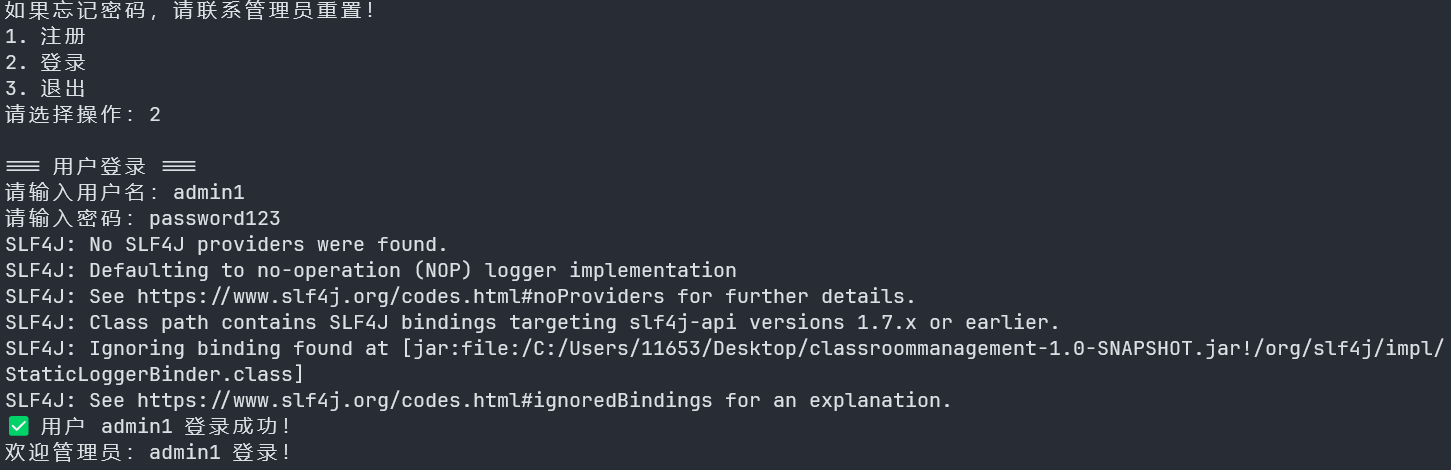 如果忘记密码，请联系管理员重置！
1. 注册
2. 登录
3. 退出
请选择操作：2
=== 用户登录 ===
请输入用户名：admin1
请输入密码：password123
SLF4J: No SLF4J providers were found.
SLF4J: Defaulting to no-operation (NOP) logger implementation
SLF4J: See https://www.slf4j.org/codes.html#noProviders for further details.
SLF4J: Class path contains SLF4J bindings targeting slf4j-api versions 1.7.x or earlier.
SLF4J: Ignoring binding found at [jar:file:/C:/Users/11653/Desktop/classroommanagement-1.0-SNAPSHOT.jar!/org/slf4j/impl/
StaticLoggerBinder.class]
SLF4J: See https://www.slf4j.org/codes.html#ignoredBindings for an explanation.
✅ 用户 admin1 登录成功！
欢迎管理员：admin1 登录！